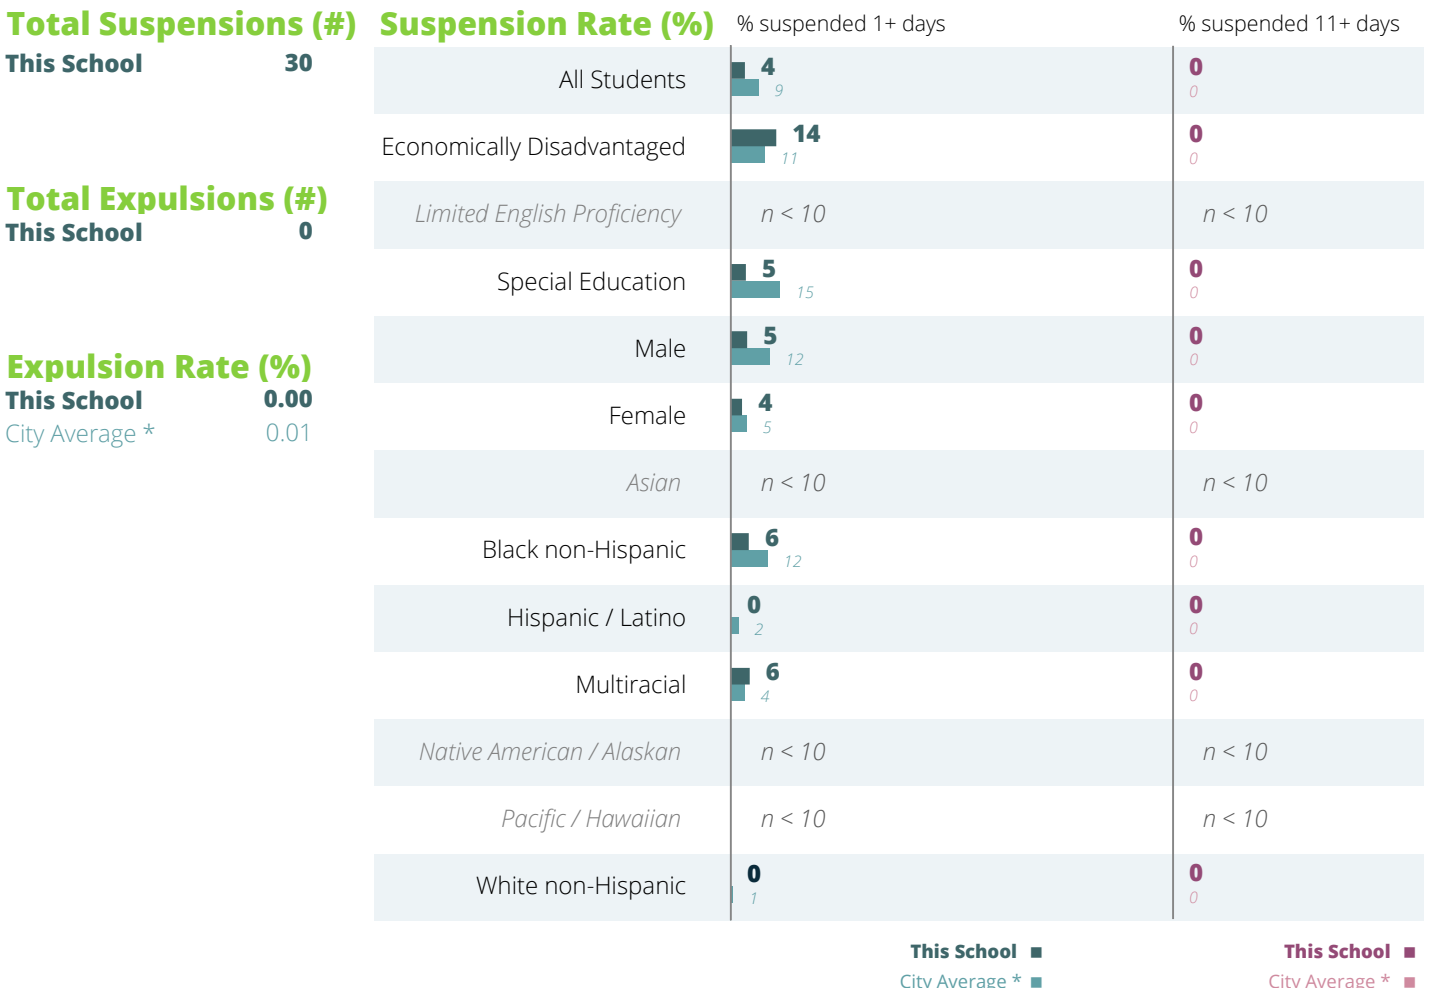 Total Suspensions (#)
This School 30
Total Expulsions (#)
This School 0
Expulsion Rate (%)
This School 0.00
City Average * 0.01
Suspension Rate (%) % suspended 1+ days % suspended 11+ days
All Students 4 0
9 0
Economically Disadvantaged 14 0
11 0
Limited English Proficiency n < 10 n < 10
Special Education 5 0
15 0
Male 5 0
12 0
Female 4 0
5 0
Asian n < 10 n < 10
Black non-Hispanic 6 0
12 0
Hispanic / Latino 0 0
2 0
Multiracial 6 0
4 0
Native American / Alaskan n < 10 n < 10
Pacific / Hawaiian n < 10 n < 10
White non-Hispanic 0 0
1 0
This School This School
City Average * City Average *